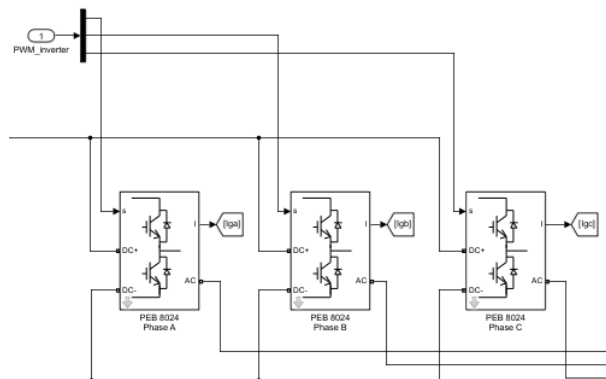 1
PWM_inverter
s
I
[Iga]
DC+
DC-
AC
PEB 8024
Phase A
s
I
[Igb]
DC+
DC-
AC
PEB 8024
Phase B
s
I
[Igc]
DC+
DC-
AC
PEB 8024
Phase C